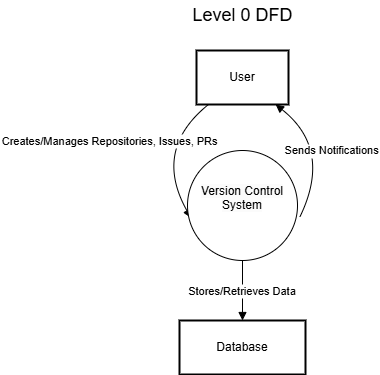 Level 0 DFD
User
Creates/Manages Repositories, Issues, PRs
Sends Notifications
Version Control
System
Stores/Retrieves Data
Database